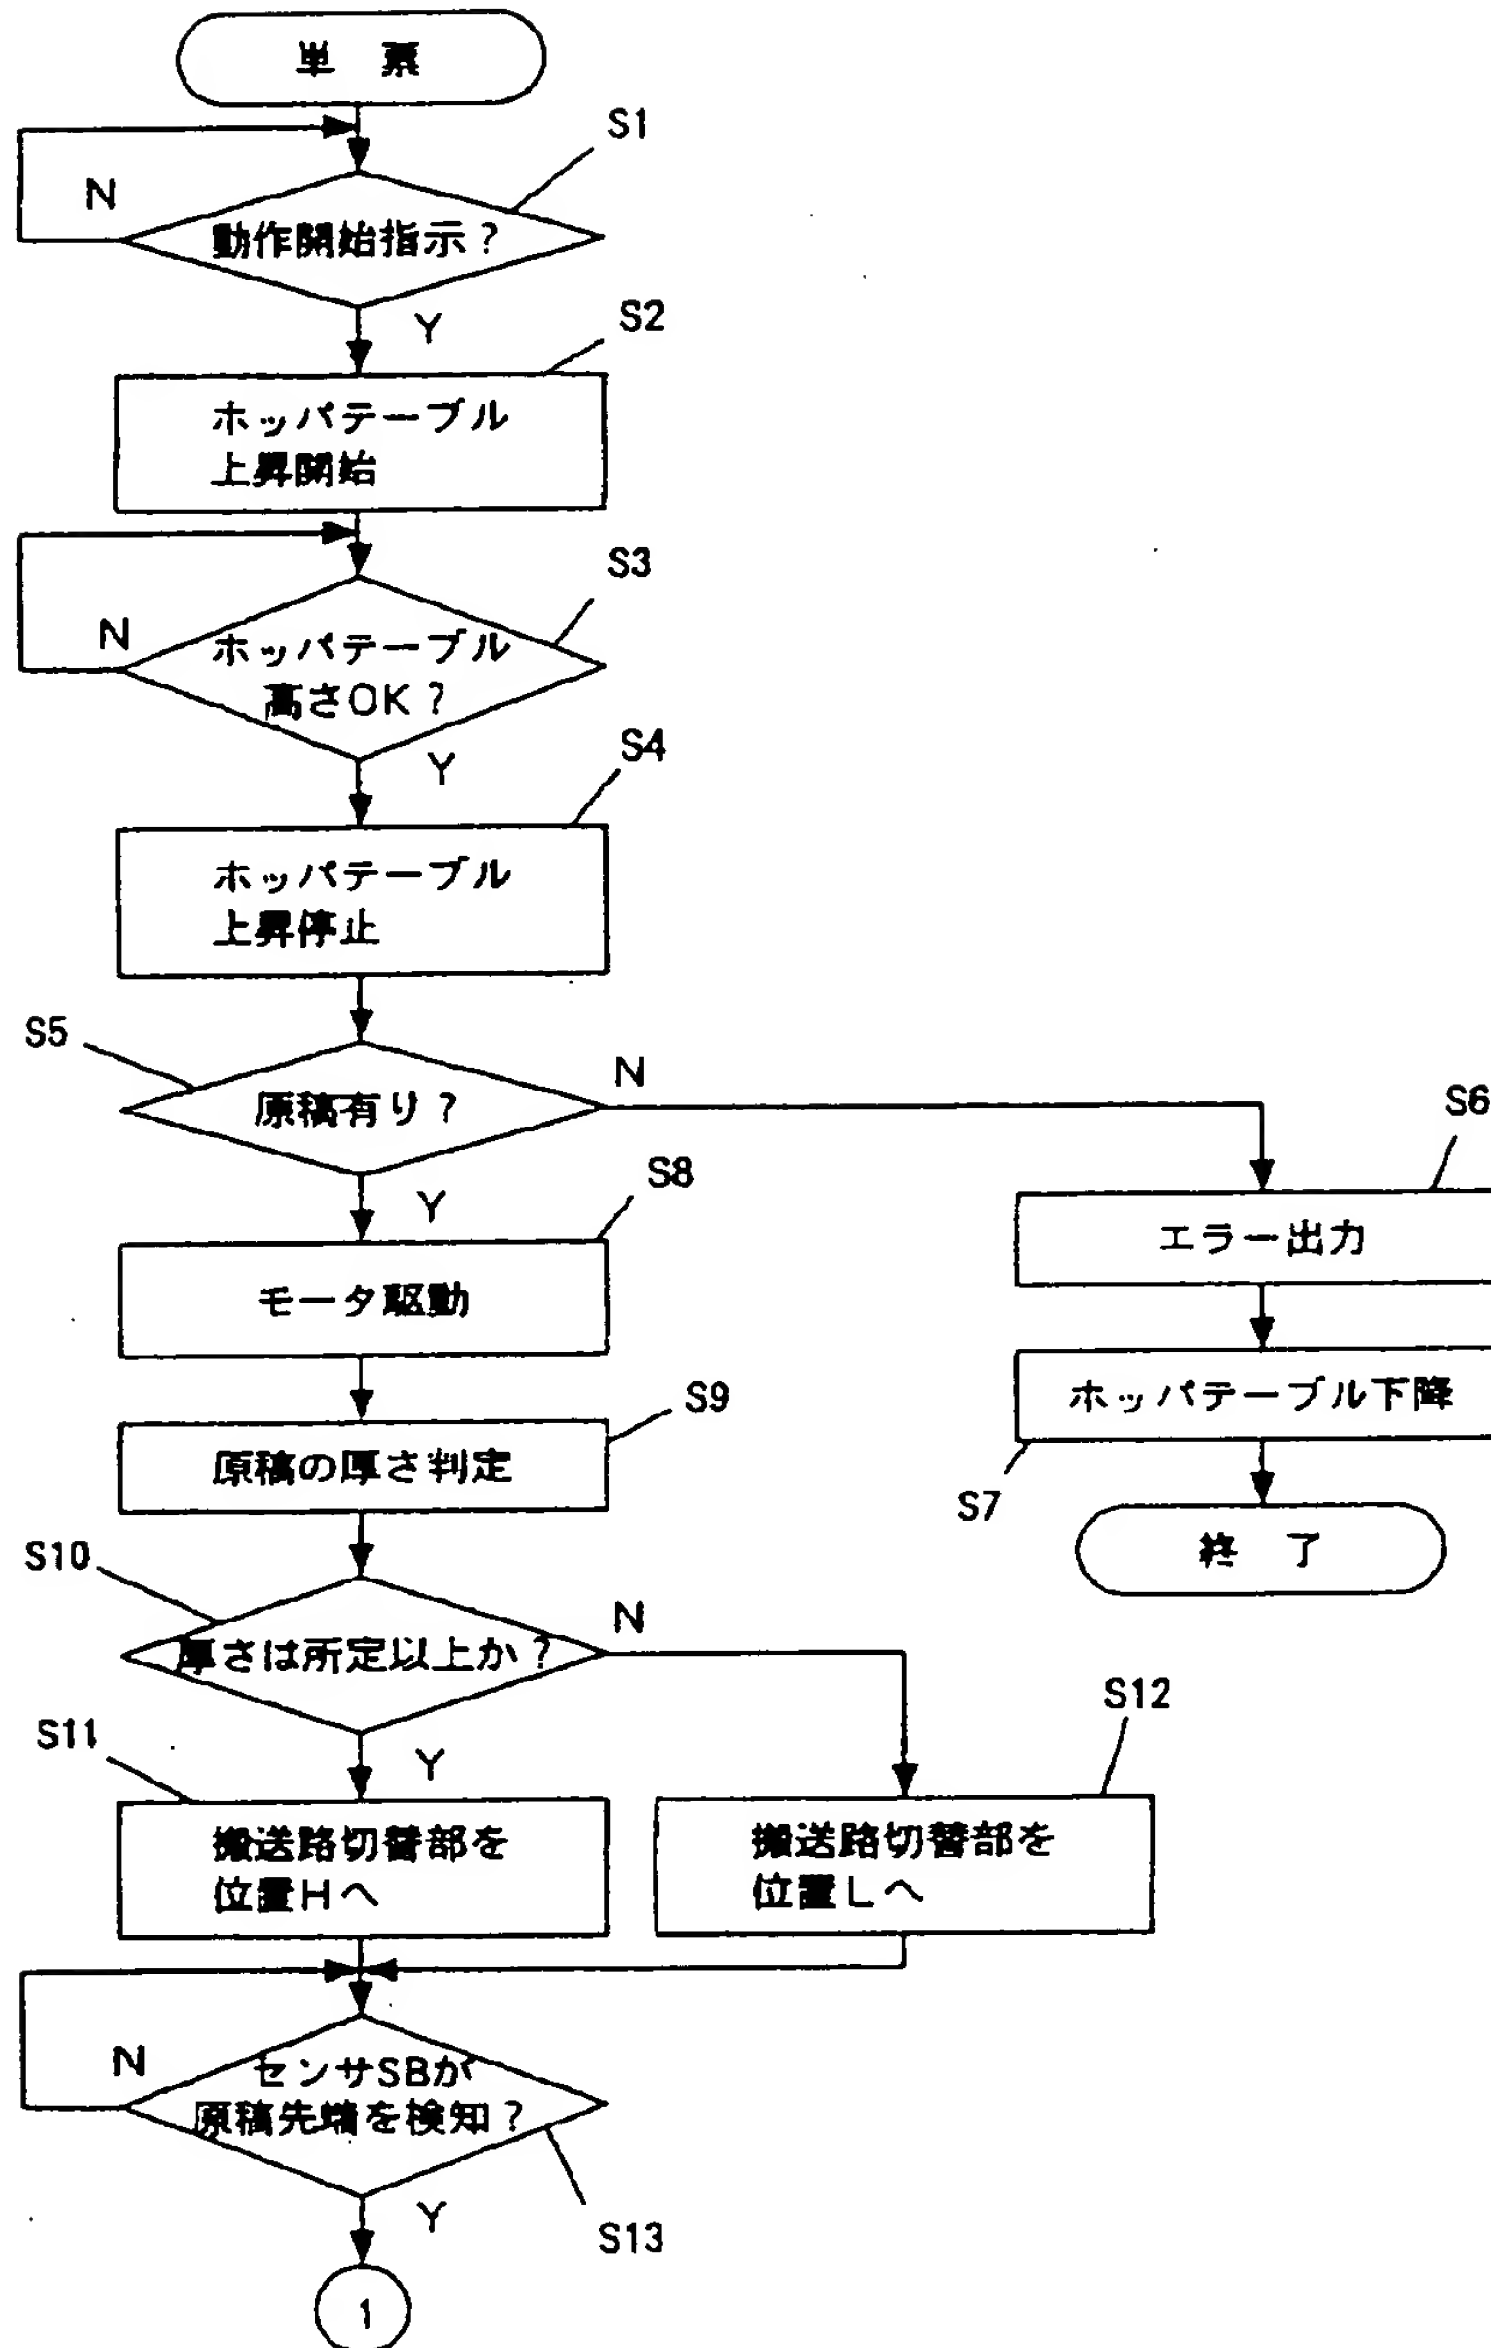 単 票
S1
N
動作開始指示?
Y
S2
ホッパテーブル
上昇開始
S3
N
ホッパテーブル
高さOK?
Y
S4
ホッパテーブル
上昇停止
S5
N
原稿有り?
S6
Y
S8
エラー出力
モータ駆動
S9
ホッパテーブル下降
原稿の厚さ判定
S7
終 了
S10
N
厚さは所定以上か?
S12
S11
Y
搬送路切替部を
位置Hへ
搬送路切替部を
位置Lへ
N
センサSBが
原稿先端を検知?
Y
S13
1